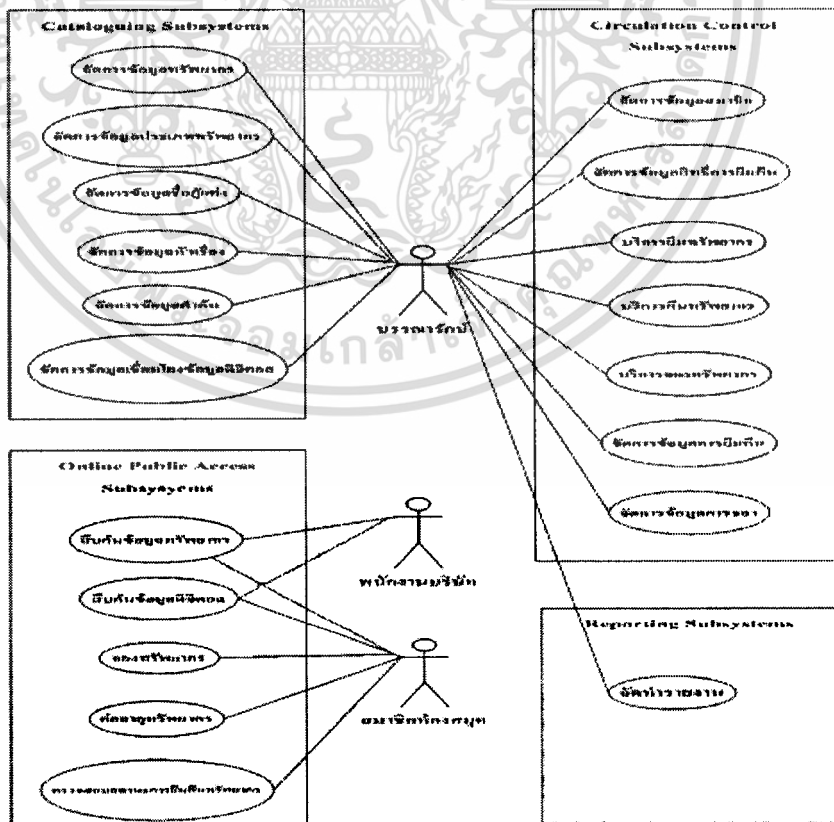 Cataloguing Subsystems
จัดการข้อมูลทรัพยากร
จัดการข้อมูลประเภททรัพยากร
จัดการข้อมูลชื่อผู้แต่ง
จัดการข้อมูลหัวเรื่อง
จัดการข้อมูลคำค้น
จัดการข้อมูลเชื่อมโยงข้อมูลดิจิตอล
Circulation Control
Subsystems
จัดการข้อมูลสมาชิก
จัดการข้อมูลสิทธิ์การยืมคืน
บริการยืมทรัพยากร
บริการคืนทรัพยากร
บริการจองทรัพยากร
จัดการข้อมูลการยืมคืน
จัดการข้อมูลการจอง
บรรณารักษ์
Online Public Access
Subsystems
สืบค้นข้อมูลทรัพยากร
สืบค้นข้อมูลดิจิตอล
จองทรัพยากร
ต่ออายุทรัพยากร
ตรวจสอบสถานะการยืมคืนทรัพยากร
พนักงานบริษัท
สมาชิกห้องสมุด
Reporting Subsystems
จัดทำรายงาน